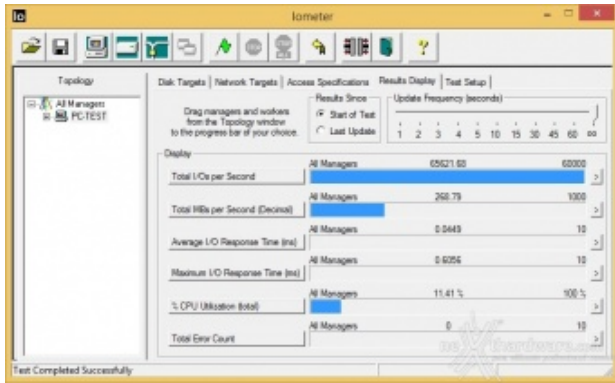 Io
Iometer
Topology
All Managers
PC-TEST
Disk Targets | Network Targets | Access Specifications | Results Display | Test Setup
Drag managers and workers
from the Topology window
to the progress bar of your choice.
Results Since
Start of Test
Last Update
Update Frequency (seconds)
1 2 3 4 5 10 15 30 45 60 ∞
Display
All Managers 65621.68 60000
Total I/Os per Second
All Managers 268.79 1000
Total MBs per Second (Decimal)
All Managers 0.0449 10
Average I/O Response Time (ms)
All Managers 0.6056 10
Maximum I/O Response Time (ms)
All Managers 11.41 % 100 %
% CPU Utilization (total)
All Managers 0 10
Total Error Count
Test Completed Successfully